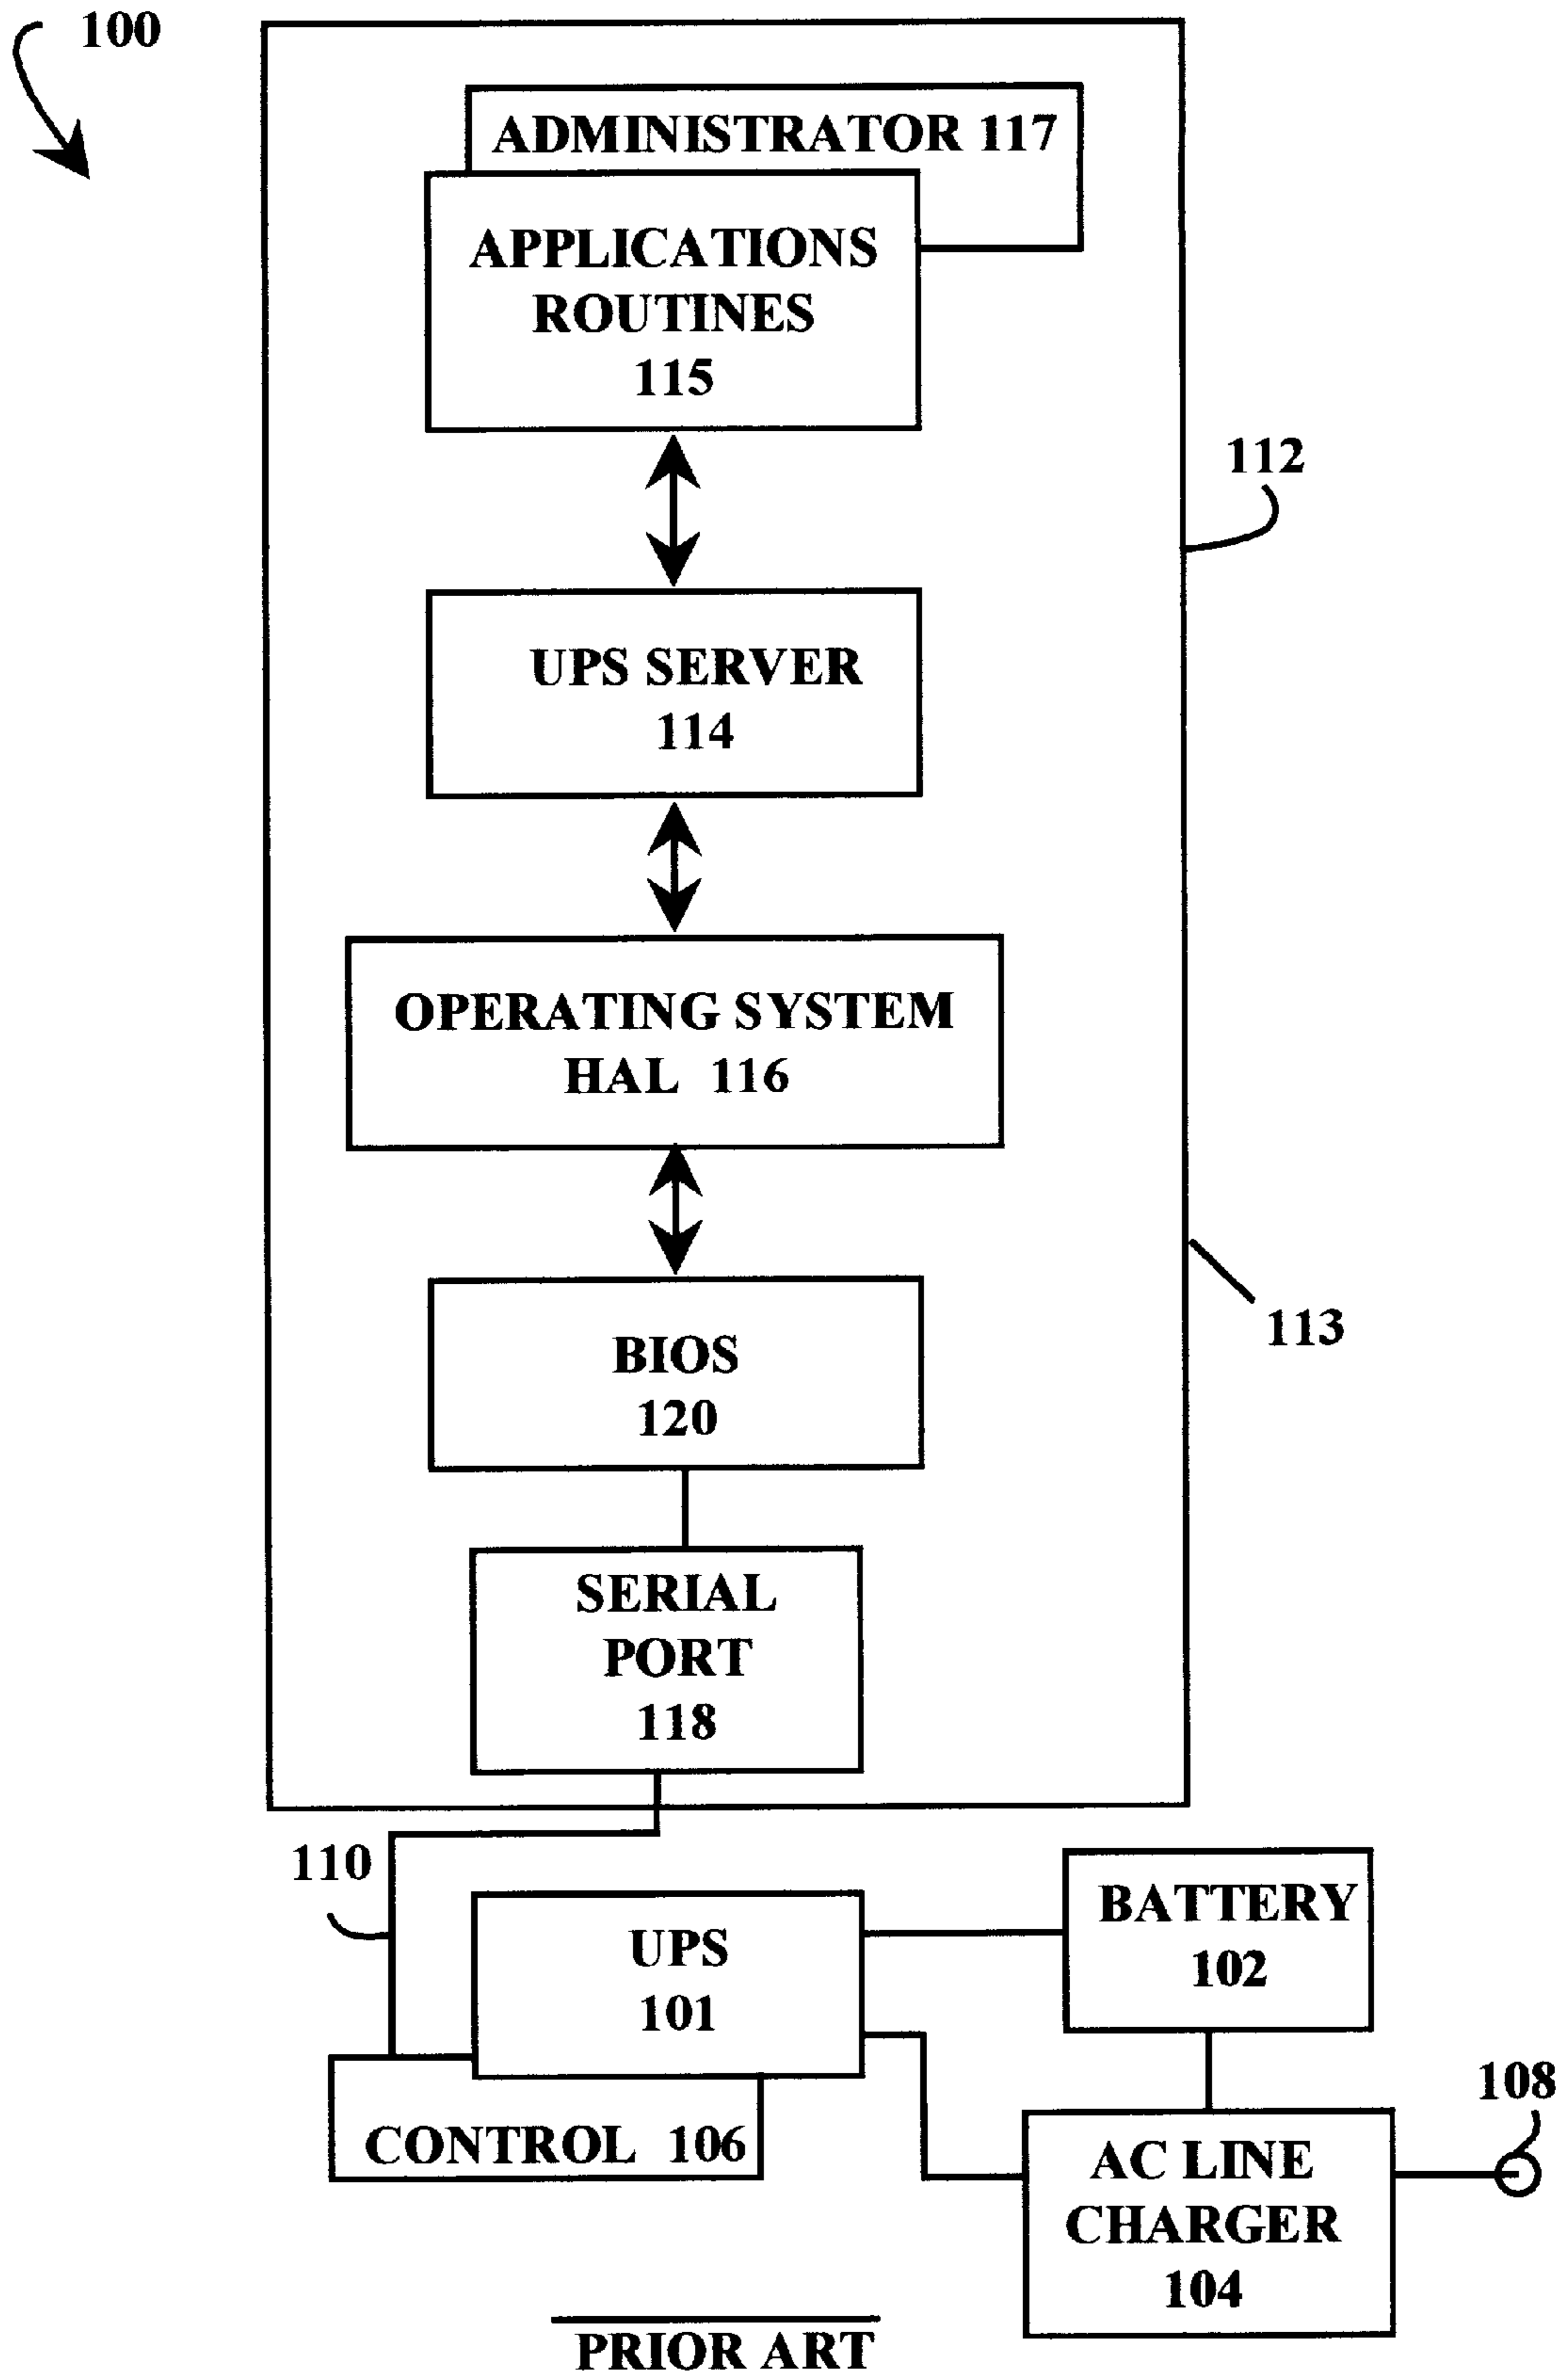 100
ADMINISTRATOR 117
APPLICATIONS
ROUTINES
115
112
UPS SERVER
114
OPERATING SYSTEM
HAL 116
113
BIOS
120
SERIAL
PORT
118
110
UPS
101
BATTERY
102
CONTROL 106
108
AC LINE
CHARGER
104
PRIOR ART